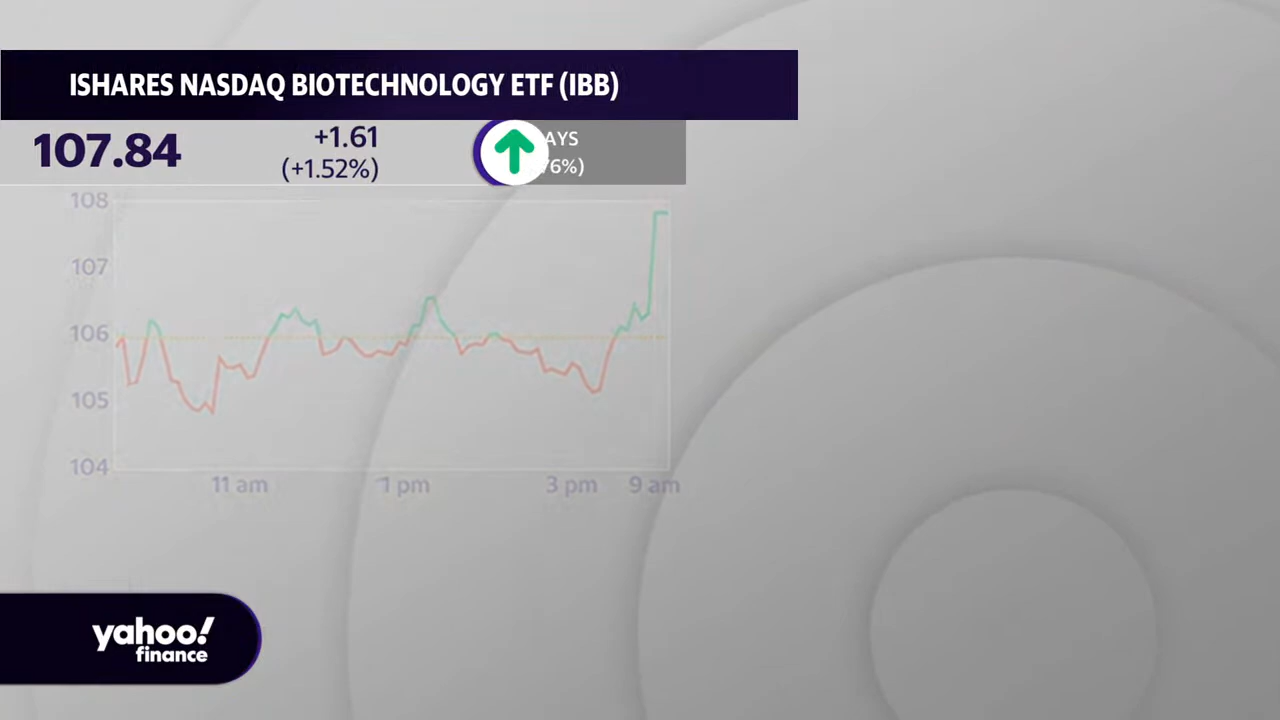 ISHARES NASDAQ BIOTECHNOLOGY ETF (IBB)
107.84
+1.61
(+1.52%)
AYS
6%)
108
107
106
105
104
11 am
1 pm
3 pm
9 am
yahoo!
finance